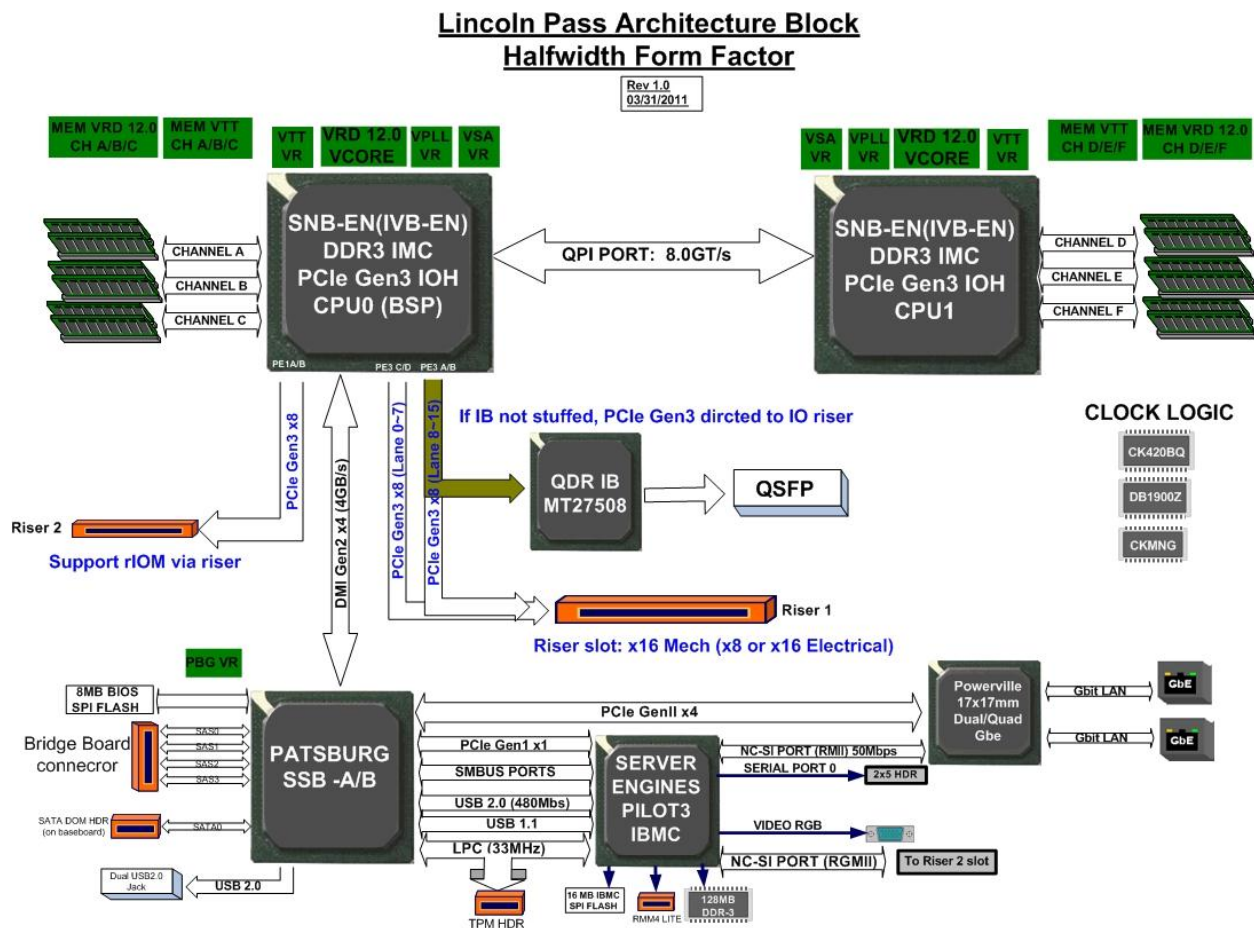 Lincoln Pass Architecture Block
Halfwidth Form Factor
Rev 1.0
03/31/2011
MEM VRD 12.0
CH A/B/C
MEM VTT
CH A/B/C
VTT
VR
VRD 12.0
VCORE
VPLL
VR
VSA
VR
VSA
VR
VPLL
VR
VRD 12.0
VCORE
VTT
VR
MEM VTT
CH D/E/F
MEM VRD 12.0
CH D/E/F
SNB-EN(IVB-EN)
DDR3 IMC
PCIe Gen3 IOH
CPU0 (BSP)
CHANNEL A
CHANNEL B
CHANNEL C
QPI PORT: 8.0GT/s
SNB-EN(IVB-EN)
DDR3 IMC
PCIe Gen3 IOH
CPU1
CHANNEL D
CHANNEL E
CHANNEL F
PE1A/B
PE3 C/D
PE3 A/B
PCIe Gen3 x8
DMI Gen2 x4 (4GB/s)
PCIe Gen3 x8 (Lane 0~7)
PCIe Gen3 x8 (Lane 8~15)
If IB not stuffed, PCIe Gen3 dircted to IO riser
QDR IB
MT27508
QSFP
CLOCK LOGIC
CK420BQ
DB1900Z
CKMNG
Riser 2
Support rIOM via riser
Riser 1
Riser slot: x16 Mech (x8 or x16 Electrical)
PBG VR
8MB BIOS
SPI FLASH
Bridge Board
connecror
SAS0
SAS1
SAS2
SAS3
SATA DOM HDR
(on baseboard)
SATA0
Dual USB2.0
Jack
USB 2.0
PATSBURG
SSB -A/B
PCIe GenII x4
PCIe Gen1 x1
SMBUS PORTS
USB 2.0 (480Mbs)
USB 1.1
LPC (33MHz)
TPM HDR
SERVER
ENGINES
PILOT3
IBMC
16 MB IBMC
SPI FLASH
RMM4 LITE
128MB
DDR-3
Powerville
17x17mm
Dual/Quad
Gbe
Gbit LAN
GbE
Gbit LAN
GbE
NC-SI PORT (RMII) 50Mbps
SERIAL PORT 0
2x5 HDR
VIDEO RGB
NC-SI PORT (RGMII)
To Riser 2 slot